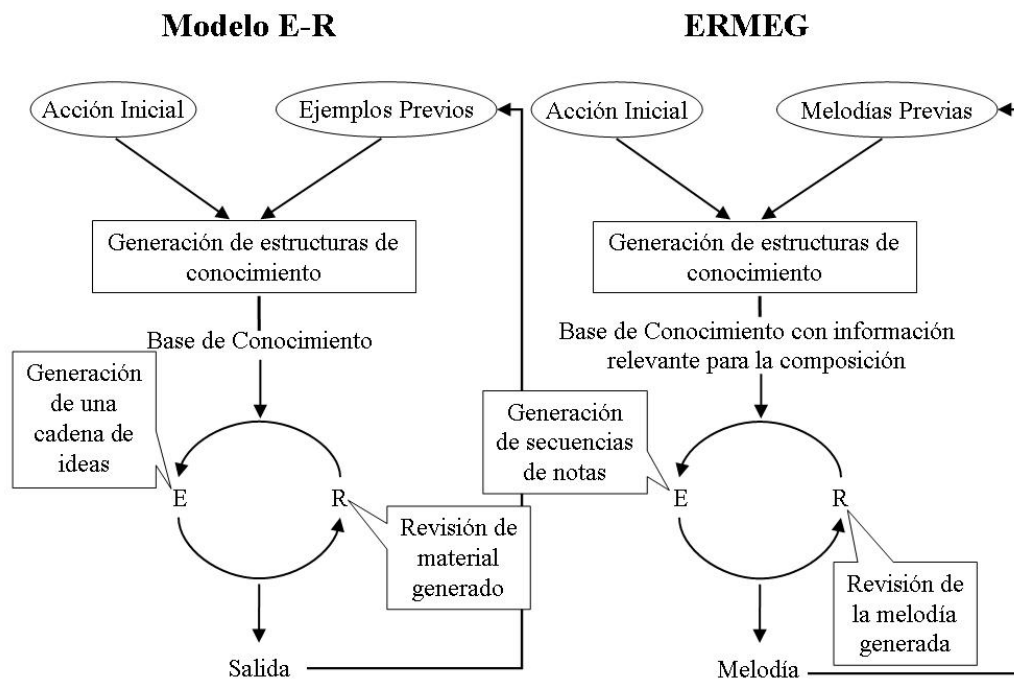 Modelo E-R
Acción Inicial
Ejemplos Previos
Generación de estructuras de
conocimiento
Base de Conocimiento
Generación
de una
cadena de
ideas
E
R
Revisión de
material
generado
Salida
ERMEG
Acción Inicial
Melodías Previas
Generación de estructuras de
conocimiento
Base de Conocimiento con información
relevante para la composición
Generación
de secuencias
de notas
E
R
Revisión de
la melodía
generada
Melodía